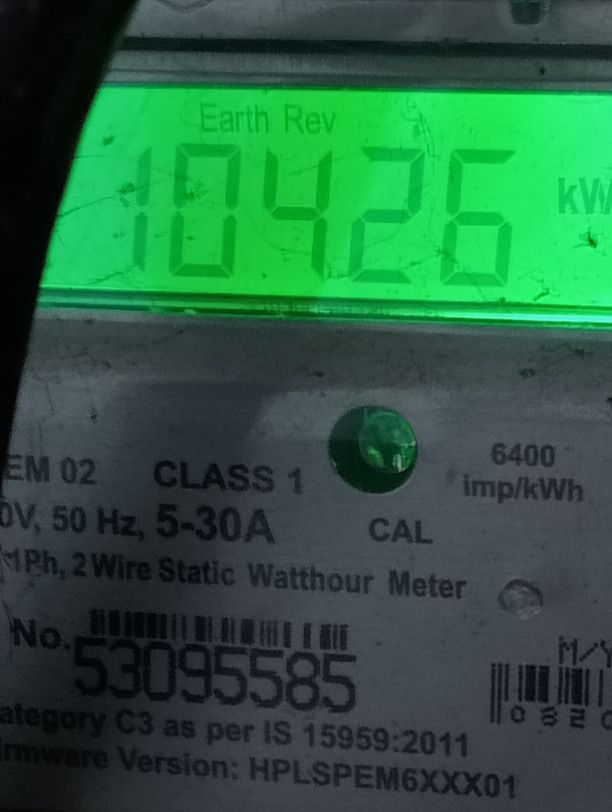 Earth Rev
10426 kW
EM 02 CLASS 1
6400
imp/kWh
0V, 50 Hz, 5-30A CAL
1Ph, 2 Wire Static Watthour Meter
No.
53095585
M/Y
ategory C3 as per IS 15959:2011
rmware Version: HPLSPEM6XXX01